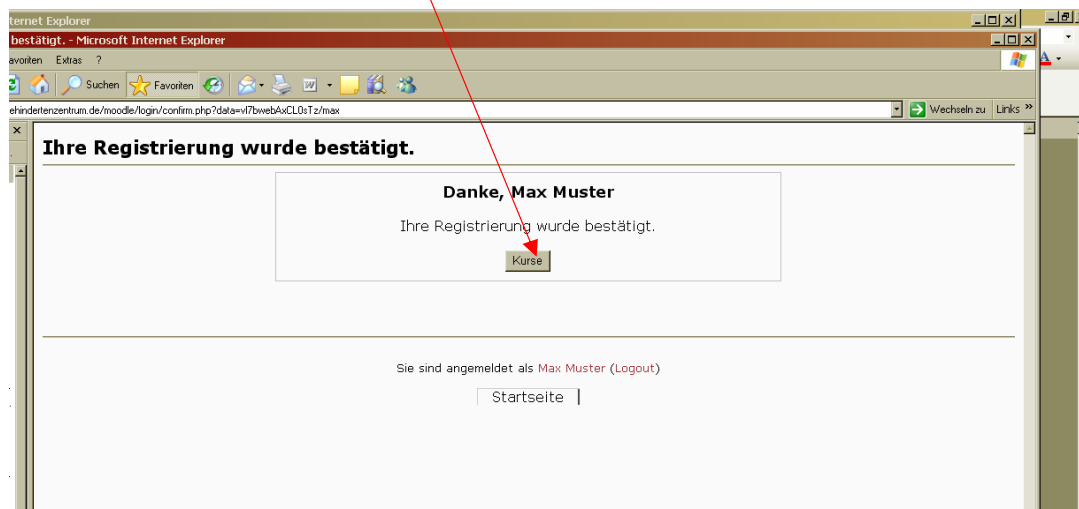 ternet Explorer
bestätigt. - Microsoft Internet Explorer
avoriten Extras ?
Suchen Favoriten
ehindertenzentrum.de/moodle/login/confirm.php?data=vI7bwebAxCL0sTz/max
Wechseln zu Links »
Ihre Registrierung wurde bestätigt.
Danke, Max Muster
Ihre Registrierung wurde bestätigt.
Kurse
Sie sind angemeldet als Max Muster (Logout)
Startseite